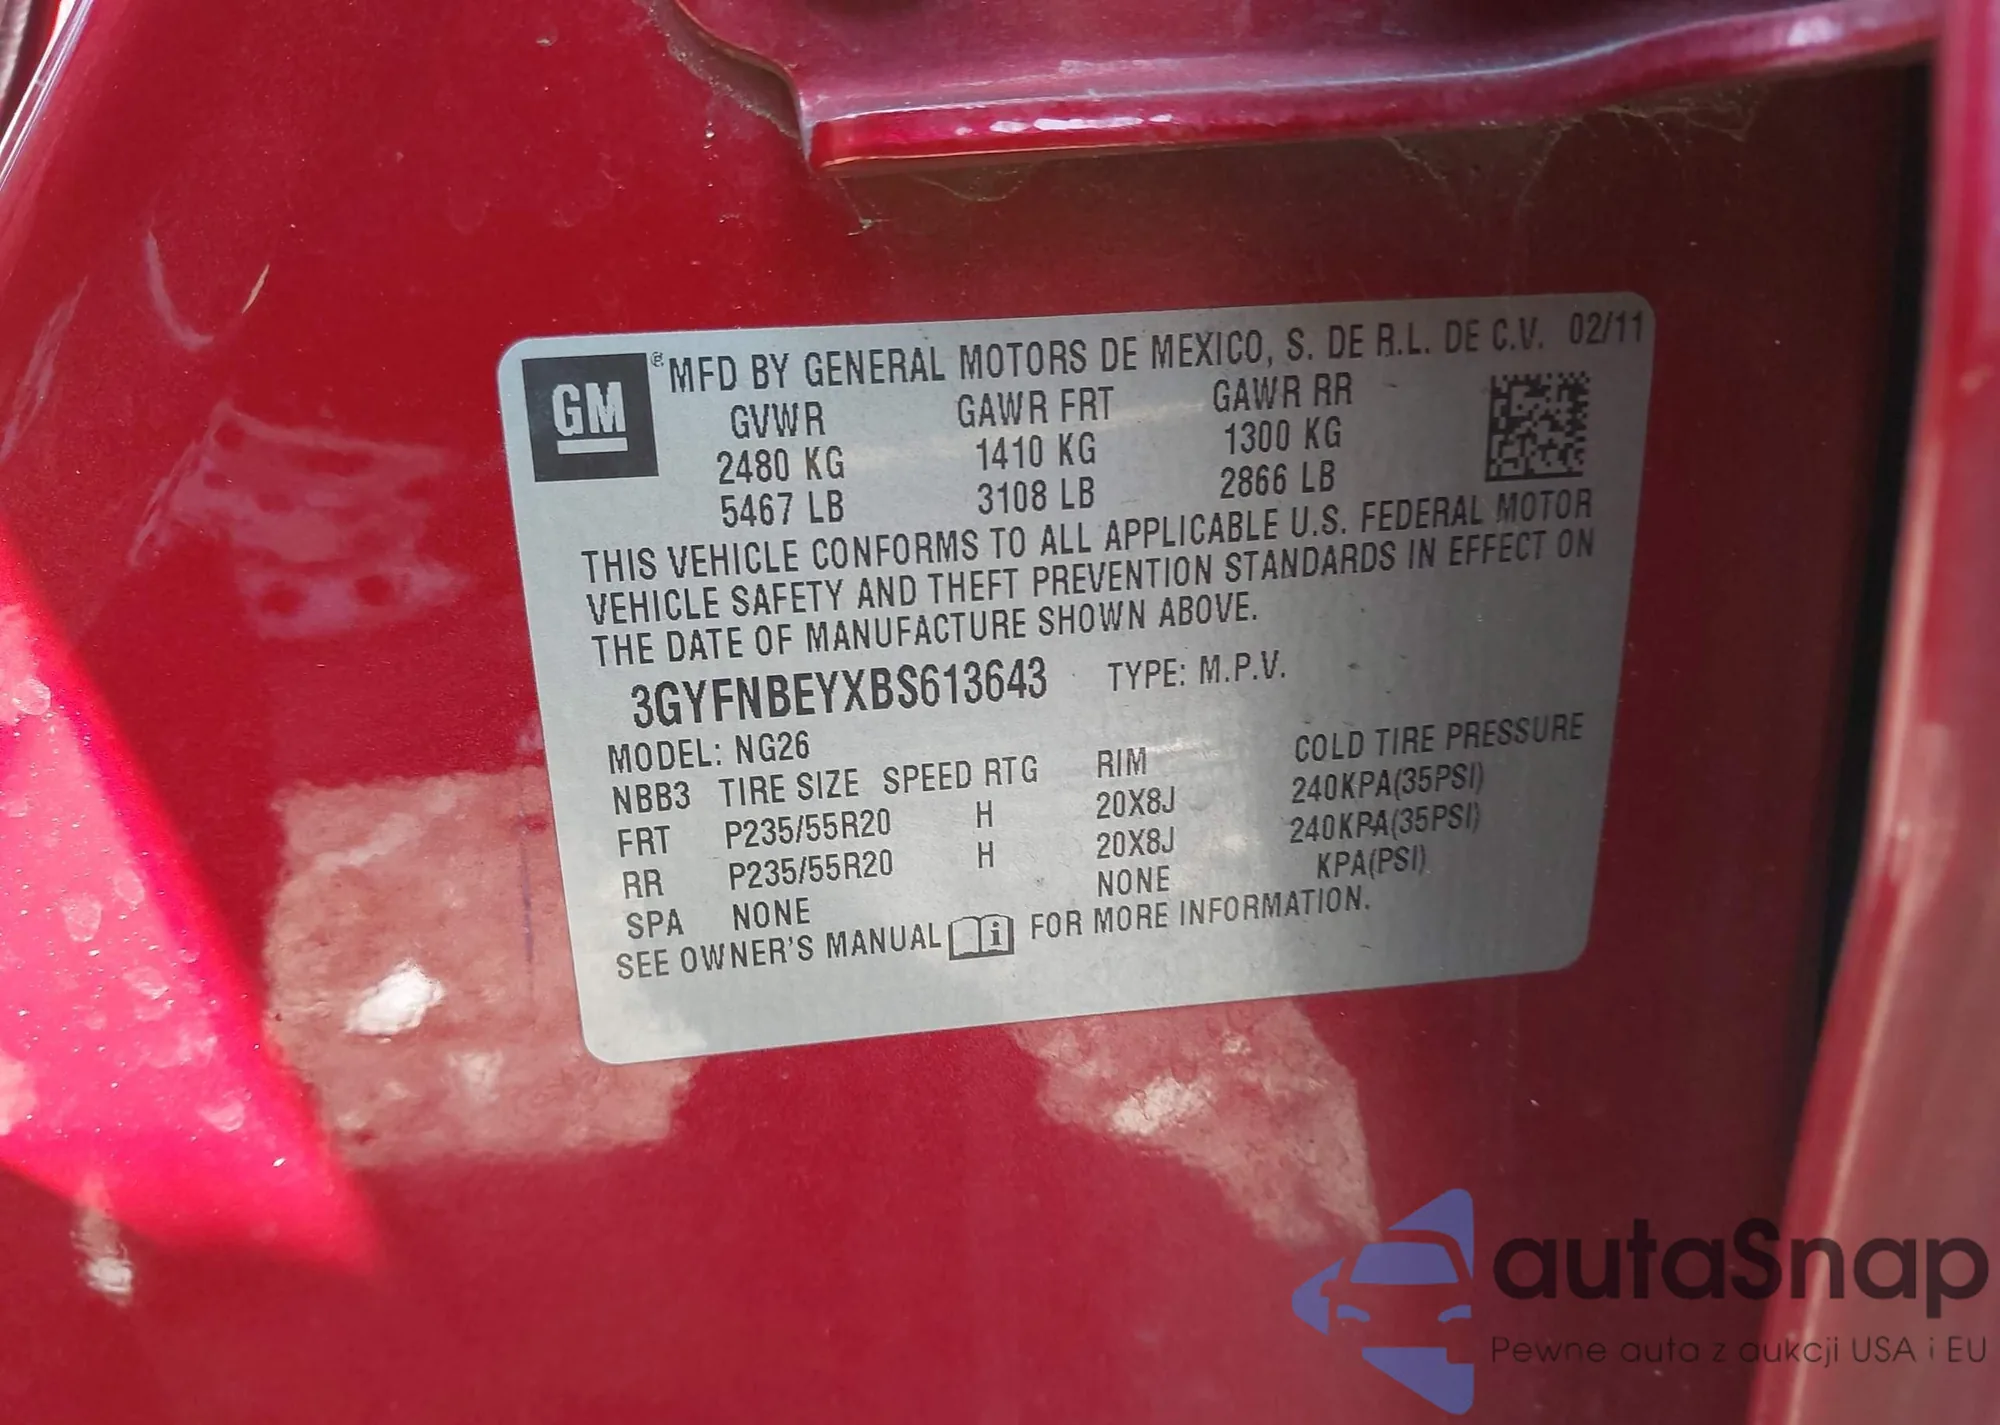 GM
® MFD BY GENERAL MOTORS DE MEXICO, S. DE R.L. DE C.V. 02/11
GVWR GAWR FRT GAWR RR
2480 KG 1410 KG 1300 KG
5467 LB 3108 LB 2866 LB
THIS VEHICLE CONFORMS TO ALL APPLICABLE U.S. FEDERAL MOTOR
VEHICLE SAFETY AND THEFT PREVENTION STANDARDS IN EFFECT ON
THE DATE OF MANUFACTURE SHOWN ABOVE.
3GYFNBEYXBS613643 TYPE: M.P.V.
MODEL: NG26
NBB3 TIRE SIZE SPEED RTG RIM COLD TIRE PRESSURE
FRT P235/55R20 H 20X8J 240KPA(35PSI)
RR P235/55R20 H 20X8J 240KPA(35PSI)
SPA NONE NONE KPA(PSI)
SEE OWNER'S MANUAL i FOR MORE INFORMATION.
autaSnap
Pewne auto z aukcji USA i EU